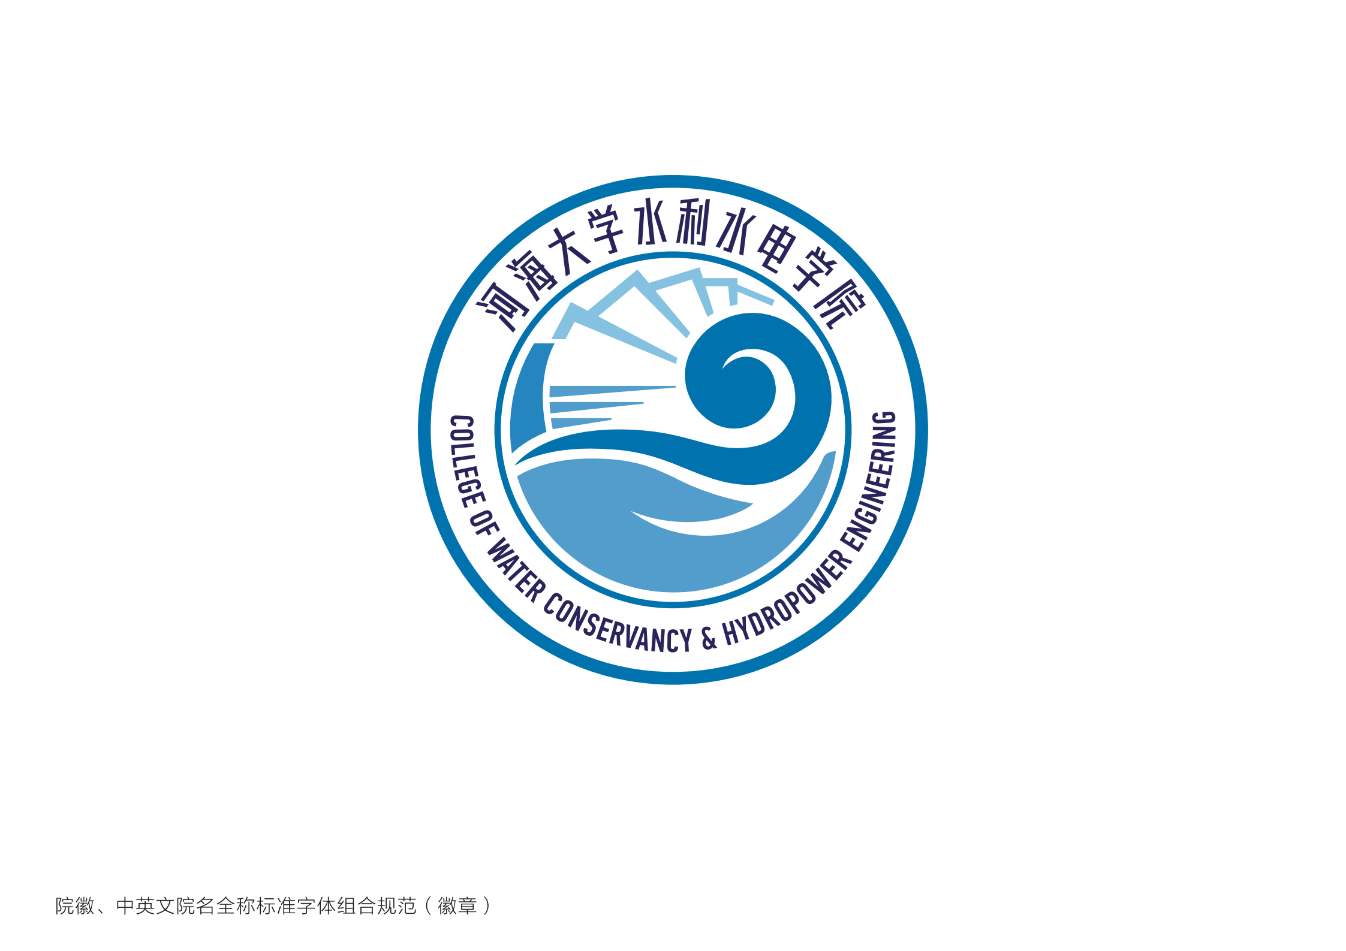 河海大学水利水电学院
COLLEGE OF WATER CONSERVANCY & HYDROPOWER ENGINEERING
院徽、中英文院名全称标准字体组合规范（徽章）